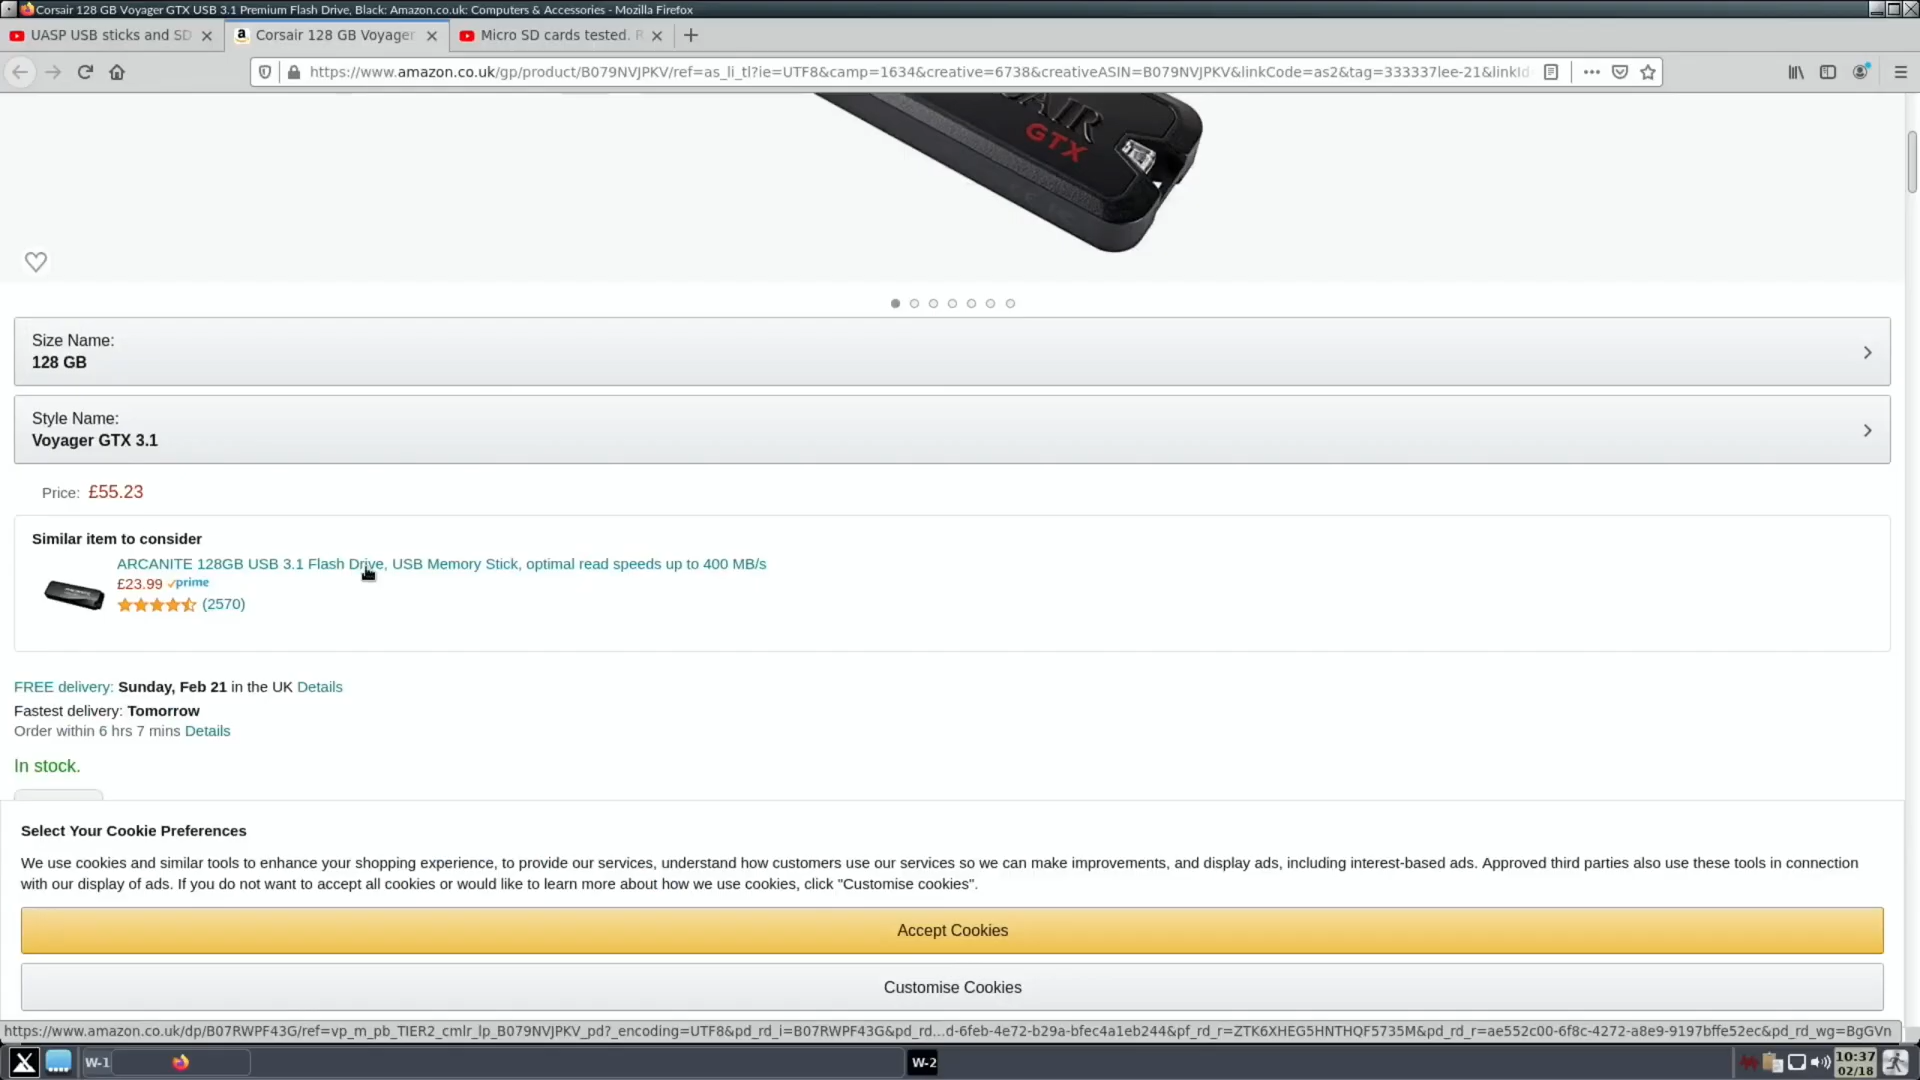 Corsair 128 GB Voyager GTX USB 3.1 Premium Flash Drive, Black: Amazon.co.uk: Computers & Accessories - Mozilla Firefox
UASP USB sticks and SD
Corsair 128 GB Voyager
Micro SD cards tested. R
https://www.amazon.co.uk/gp/product/B079NVJPKV/ref=as_li_tl?ie=UTF8&camp=1634&creative=6738&creativeASIN=B079NVJPKV&linkCode=as2&tag=333337lee-21&linkId
AIR
GTX
Size Name:
128 GB
Style Name:
Voyager GTX 3.1
Price: £55.23
Similar item to consider
ARCANITE 128GB USB 3.1 Flash Drive, USB Memory Stick, optimal read speeds up to 400 MB/s
£23.99 prime
(2570)
FREE delivery: Sunday, Feb 21 in the UK Details
Fastest delivery: Tomorrow
Order within 6 hrs 7 mins Details
In stock.
Select Your Cookie Preferences
We use cookies and similar tools to enhance your shopping experience, to provide our services, understand how customers use our services so we can make improvements, and display ads, including interest-based ads. Approved third parties also use these tools in connection
with our display of ads. If you do not want to accept all cookies or would like to learn more about how we use cookies, click "Customise cookies".
Accept Cookies
Customise Cookies
https://www.amazon.co.uk/dp/B07RWPF43G/ref=vp_m_pb_TIER2_cmlr_lp_B079NVJPKV_pd?_encoding=UTF8&pd_rd_i=B07RWPF43G&pd_rd...d-6feb-4e72-b29a-bfec4a1eb244&pf_rd_r=ZTK6XHEG5HNTHQF5735M&pd_rd_r=ae552c00-6f8c-4272-a8e9-9197bffe52ec&pd_rd_wg=BgGVn
W-1
W-2
10:37
02/18